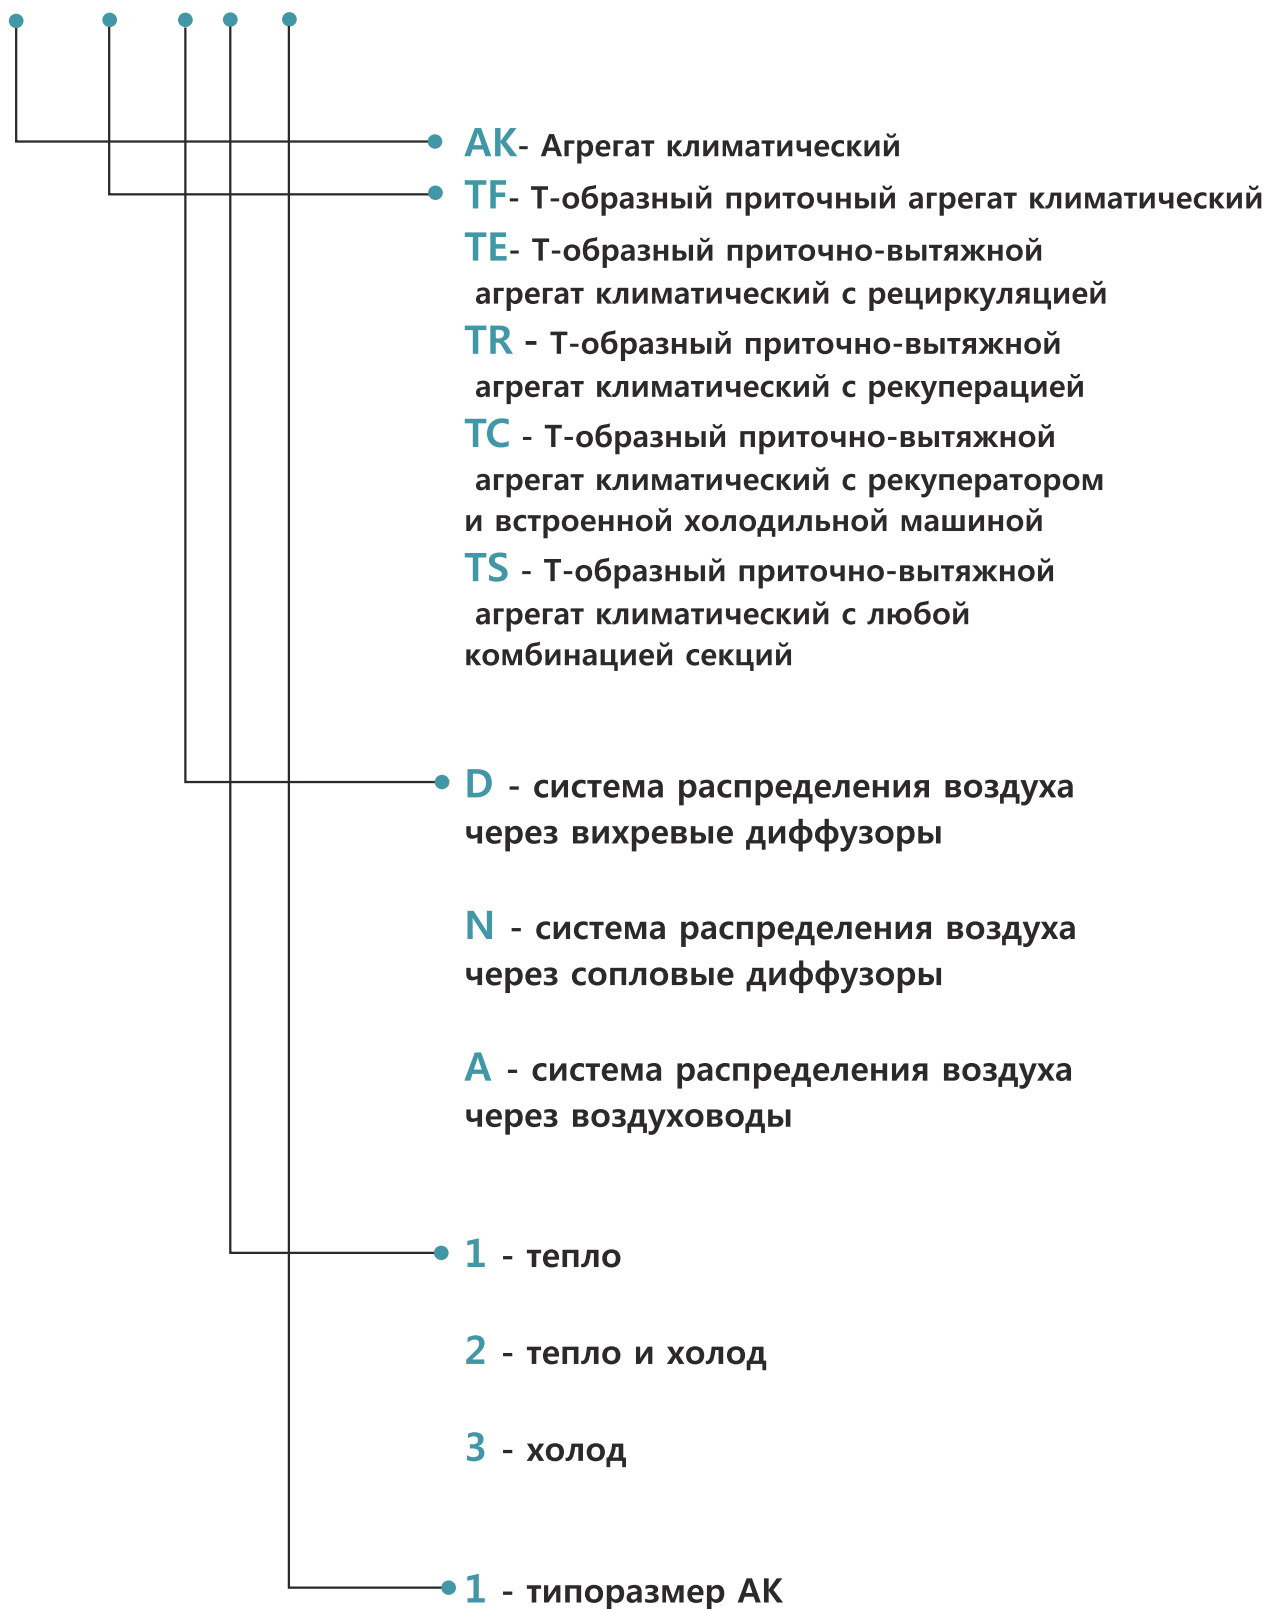 АК- Агрегат климатический
TF- Т-образный приточный агрегат климатический
TE- Т-образный приточно-вытяжной
агрегат климатический с рециркуляцией
TR - Т-образный приточно-вытяжной
агрегат климатический с рекуперацией
TC - Т-образный приточно-вытяжной
агрегат климатический с рекуператором
и встроенной холодильной машиной
TS - Т-образный приточно-вытяжной
агрегат климатический с любой
комбинацией секций
D - система распределения воздуха
через вихревые диффузоры
N - система распределения воздуха
через сопловые диффузоры
A - система распределения воздуха
через воздуховоды
1 - тепло
2 - тепло и холод
3 - холод
1 - типоразмер АК